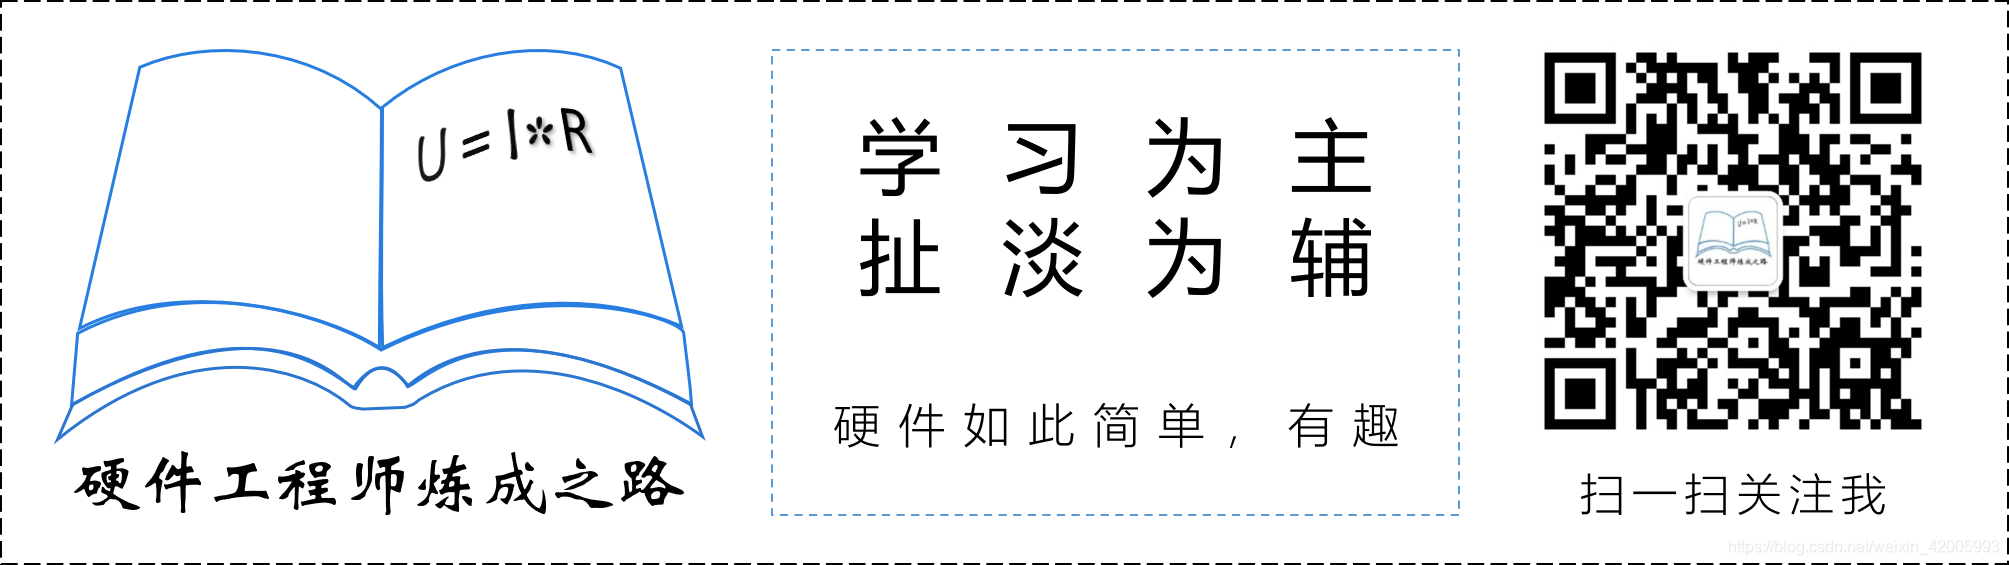 U=I*R
硬件工程师炼成之路
学习为主
扯淡为辅
硬件如此简单，有趣
U=I*R
硬件工程师炼成之路
扫一扫关注我
https://blog.csdn.net/weixin_42005993